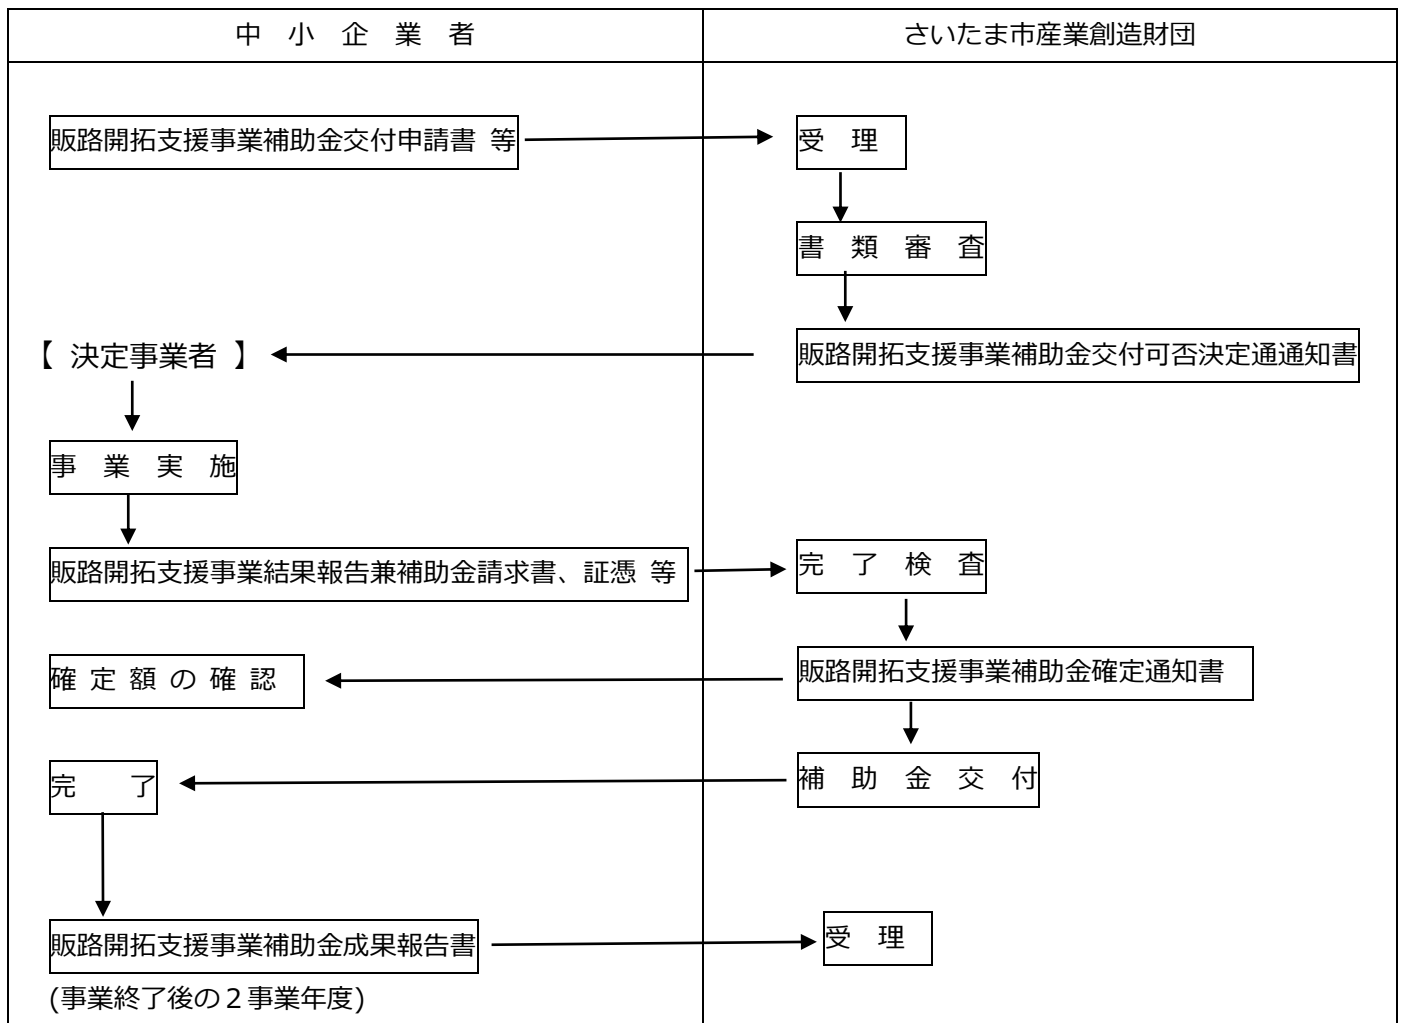 中 小 企 業 者
さいたま市産業創造財団
販路開拓支援事業補助金交付申請書 等
受 理
書 類 審 査
販路開拓支援事業補助金交付可否決定通通知書
【 決定事業者 】
事 業 実 施
販路開拓支援事業結果報告兼補助金請求書、証憑 等
完 了 検 査
販路開拓支援事業補助金確定通知書
確 定 額 の 確 認
補 助 金 交 付
完 了
販路開拓支援事業補助金成果報告書
受 理
(事業終了後の２事業年度)